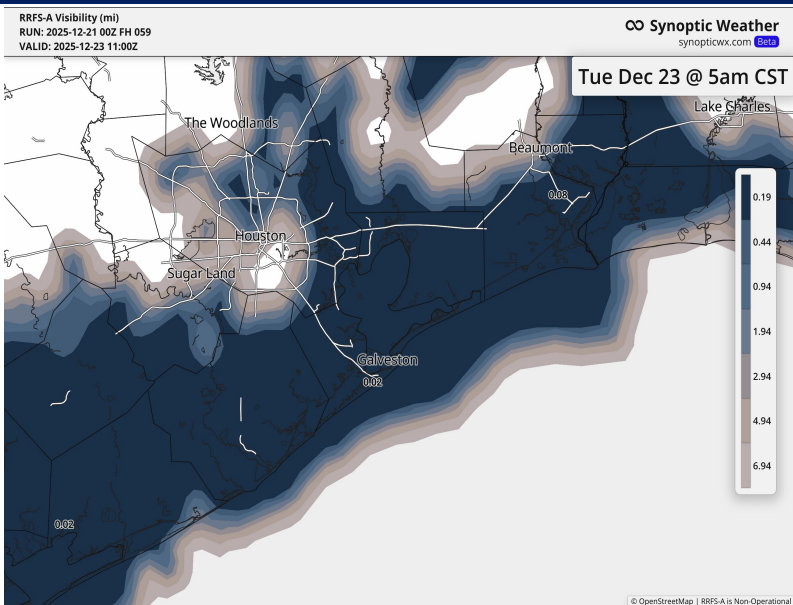 RRFS-A Visibility (mi)
RUN: 2025-12-21 00Z FH 059
VALID: 2025-12-23 11:00Z
Synoptic Weather
synopticwx.com Beta
Tue Dec 23 @ 5am CST
Lake Charles
The Woodlands
Beaumont
0.08
Houston
Sugar Land
Galveston
0.02
0.02
0.19
0.44
0.94
1.94
2.94
4.94
6.94
© OpenStreetMap | RRFS-A is Non-Operational